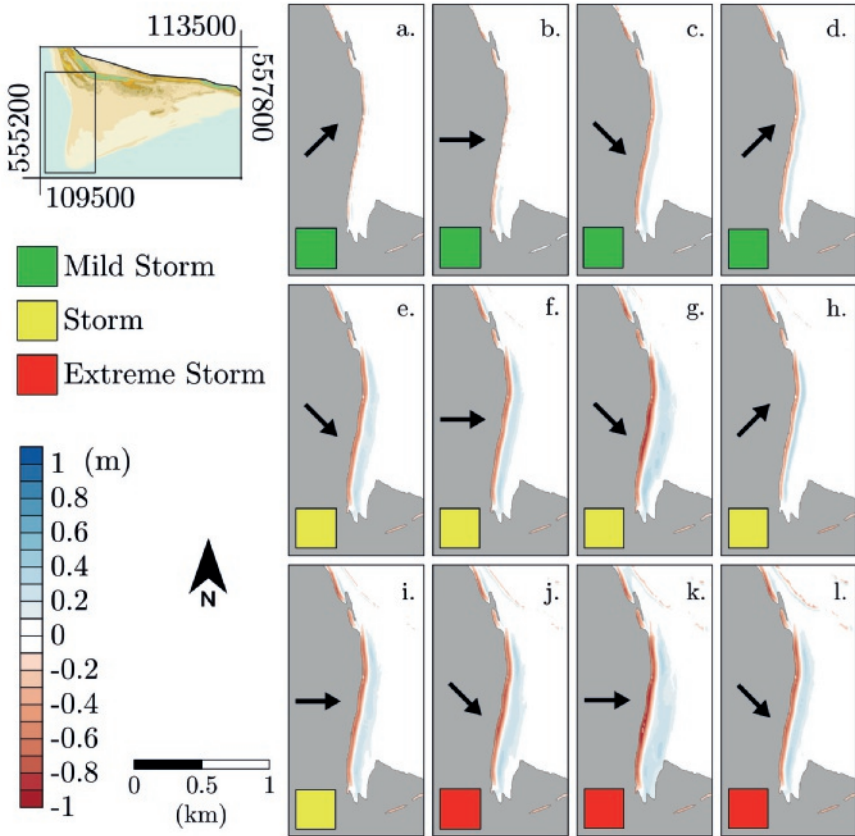 113500
555200
557800
109500
Mild Storm
Storm
Extreme Storm
1 (m)
0.8
0.6
0.4
0.2
0
-0.2
-0.4
-0.6
-0.8
-1
N
0 0.5 1
(km)
a.
b.
c.
d.
e.
f.
g.
h.
i.
j.
k.
l.